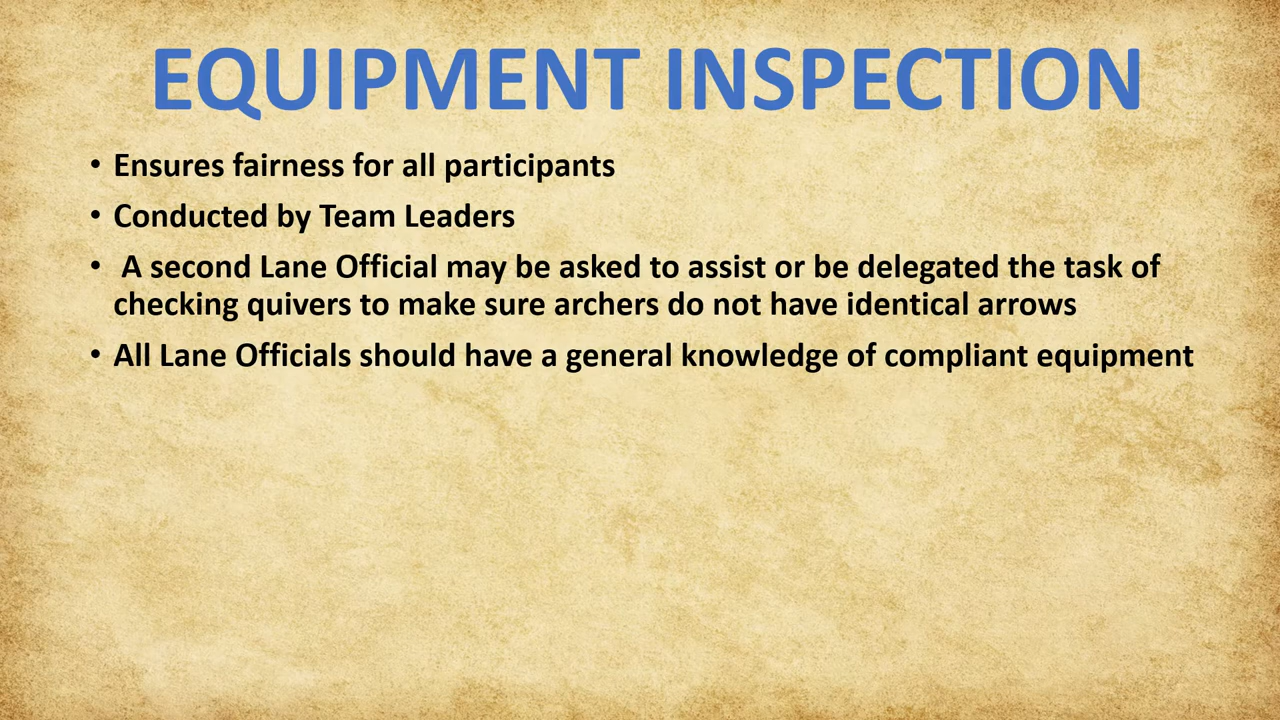 EQUIPMENT INSPECTION
• Ensures fairness for all participants
• Conducted by Team Leaders
• A second Lane Official may be asked to assist or be delegated the task of
checking quivers to make sure archers do not have identical arrows
• All Lane Officials should have a general knowledge of compliant equipment